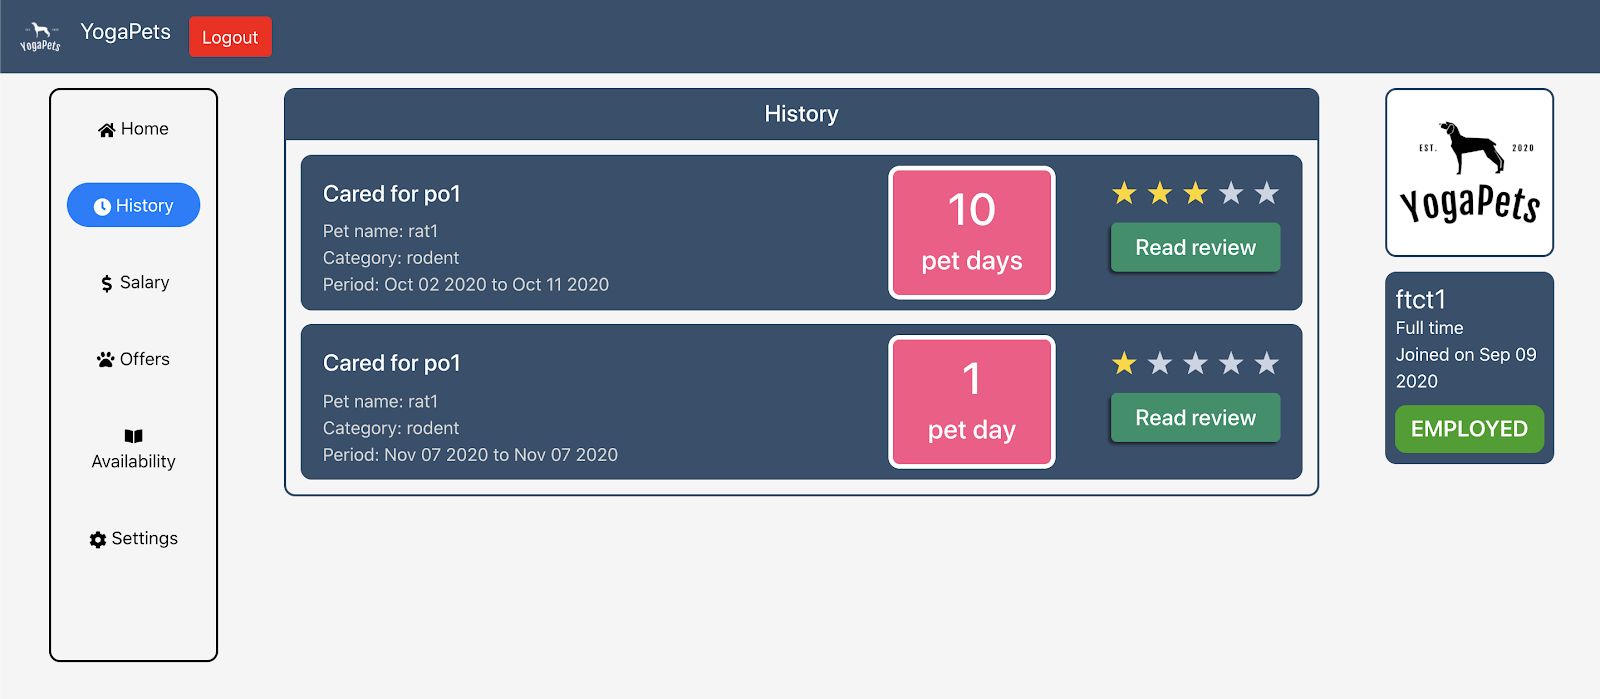 YogaPets
YogaPets
Logout
Home
History
Salary
Offers
Availability
Settings
History
Cared for po1
Pet name: rat1
Category: rodent
Period: Oct 02 2020 to Oct 11 2020
10
pet days
Read review
Cared for po1
Pet name: rat1
Category: rodent
Period: Nov 07 2020 to Nov 07 2020
1
pet day
Read review
EST. 2020
YogaPets
ftct1
Full time
Joined on Sep 09
2020
EMPLOYED